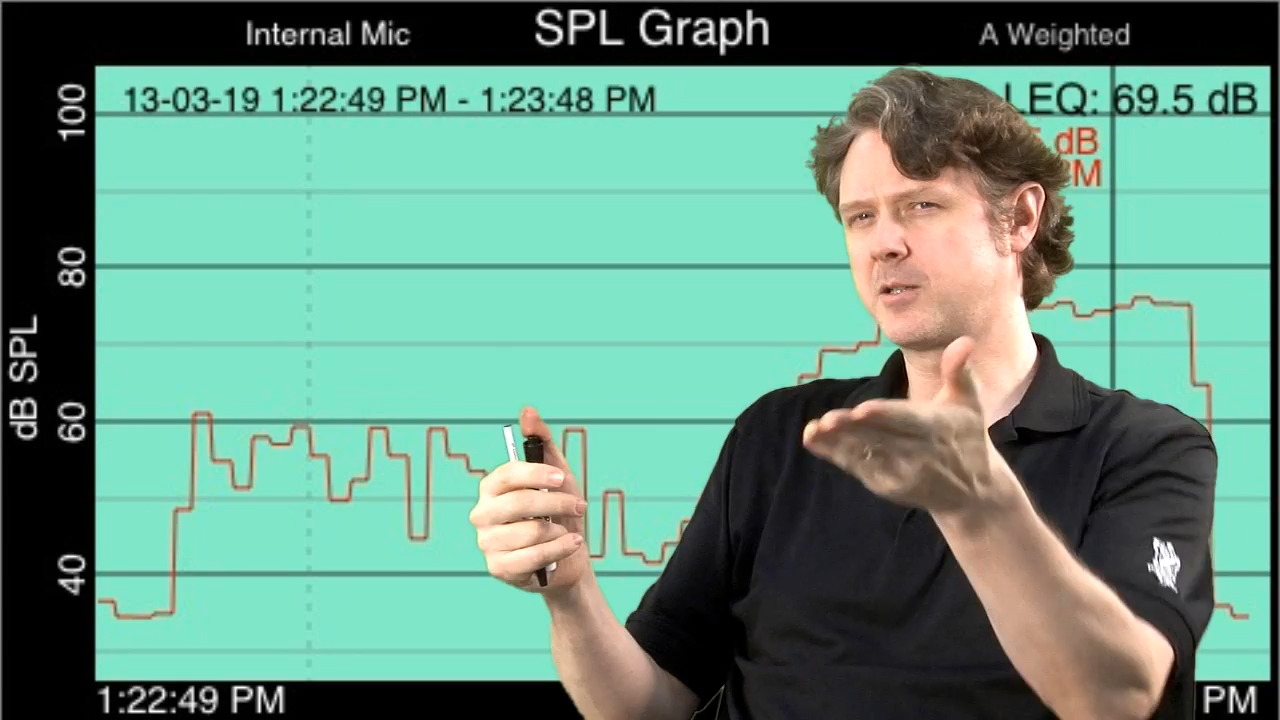 Internal Mic
SPL Graph
A Weighted
13-03-19 1:22:49 PM - 1:23:48 PM
LEQ: 69.5 dB
dB
100
80
60
40
dB SPL
1:22:49 PM
PM